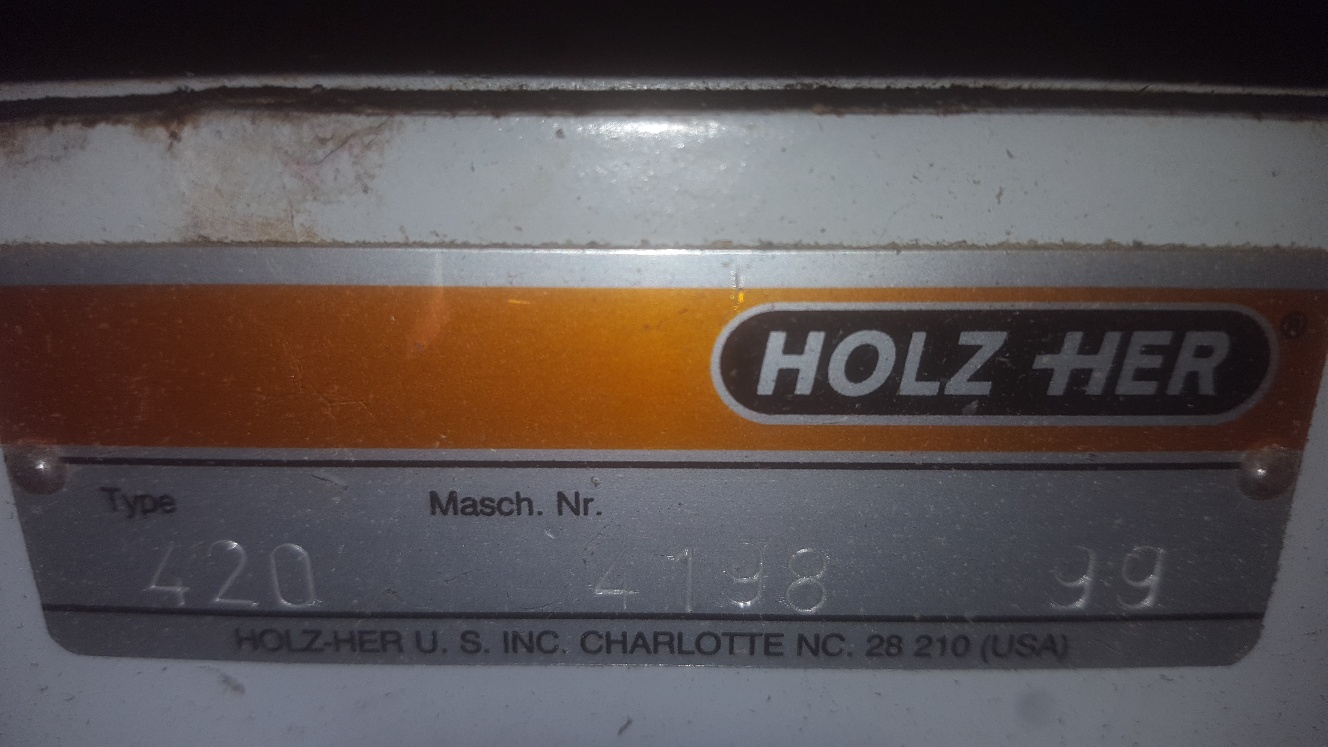 HOLZ-HER ®
Type Masch. Nr.
420 4198 99
HOLZ-HER U. S. INC. CHARLOTTE NC. 28 210 (USA)